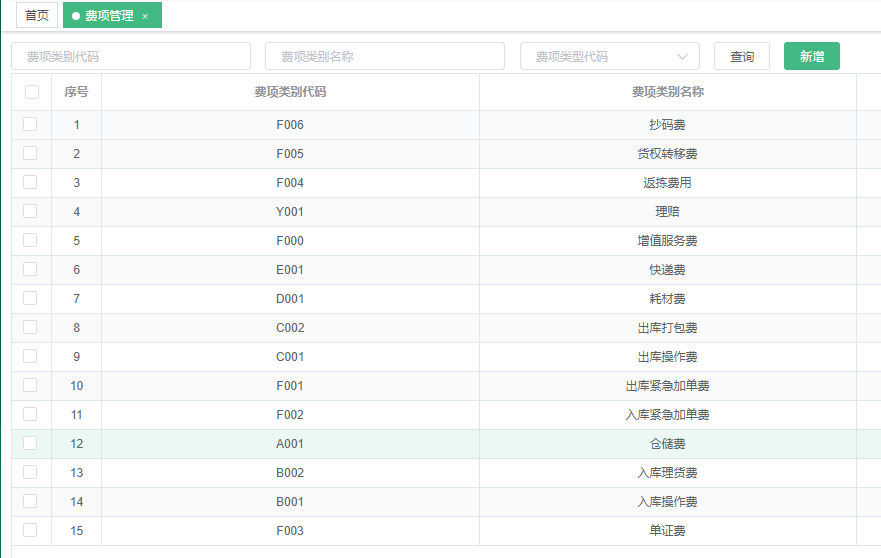 首页 费项管理 ×
费项类别代码 费项类别名称 费项类型代码 查询 新增
序号 费项类别代码 费项类别名称
1 F006 抄码费
2 F005 货权转移费
3 F004 返拣费用
4 Y001 理赔
5 F000 增值服务费
6 E001 快递费
7 D001 耗材费
8 C002 出库打包费
9 C001 出库操作费
10 F001 出库紧急加单费
11 F002 入库紧急加单费
12 A001 仓储费
13 B002 入库理货费
14 B001 入库操作费
15 F003 单证费